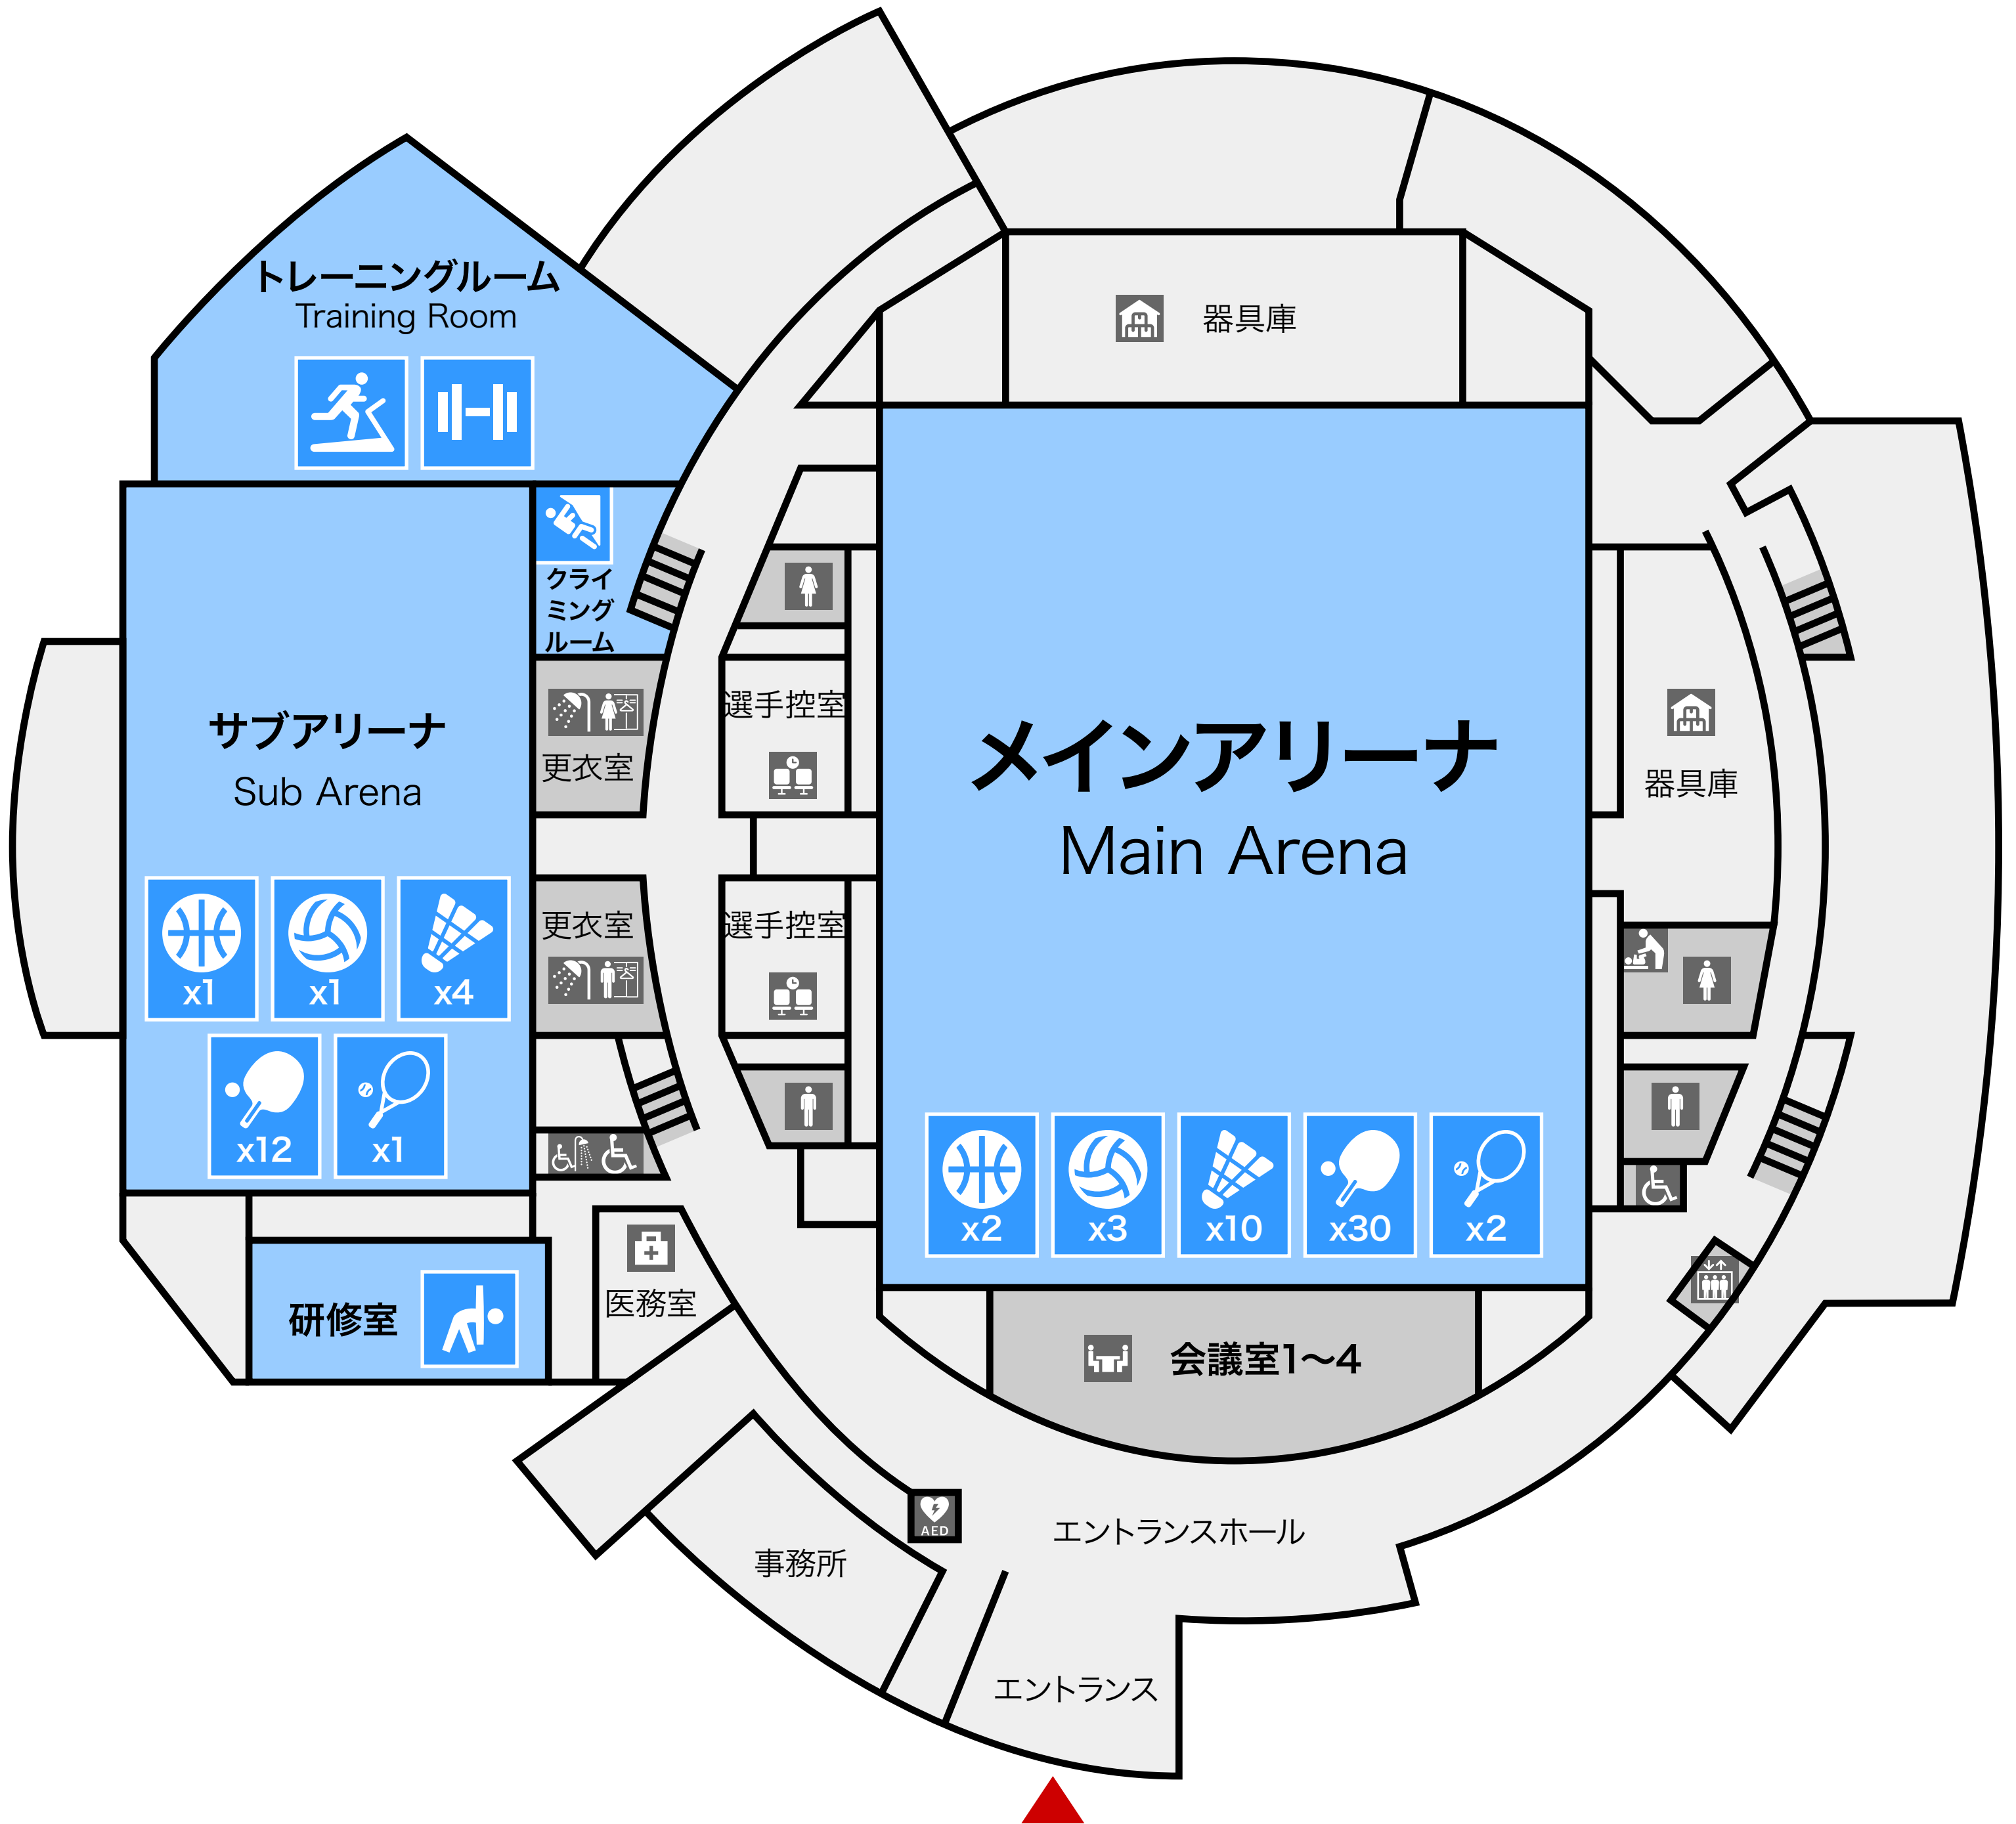 トレーニングルーム
Training Room
器具庫
クライ
ミング
ルーム
選手控室
更衣室
サブアリーナ
Sub Arena
メインアリーナ
Main Arena
器具庫
更衣室
選手控室
x1
x1
x4
x12
x1
x2
x3
x10
x30
x2
研修室
医務室
会議室1〜4
AED
エントランスホール
事務所
エントランス